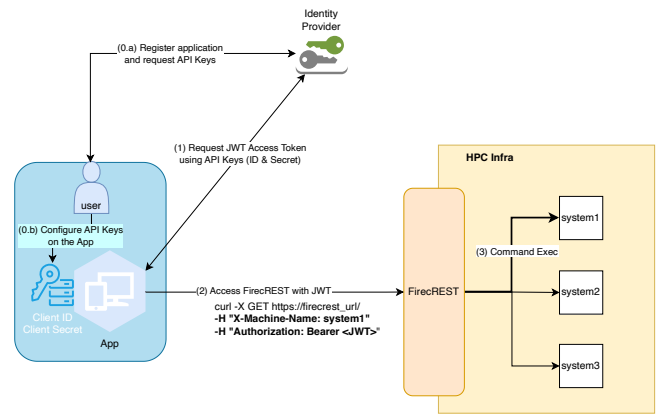 Identity
Provider
(0.a) Register application
and request API Keys
(1) Request JWT Access Token
using API Keys (ID & Secret)
HPC Infra
user
(0.b) Configure API Keys
on the App
system1
(3) Command Exec
(2) Access FirecREST with JWT
FirecREST
system2
curl -X GET https://firecrest_url/
-H "X-Machine-Name: system1"
-H "Authorization: Bearer <JWT>"
Client ID
Client Secret
App
system3